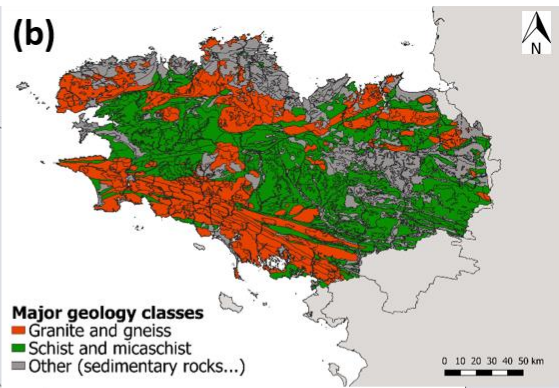 (b)
N
Major geology classes
Granite and gneiss
Schist and micaschist
Other (sedimentary rocks...)
0 10 20 30 40 50 km